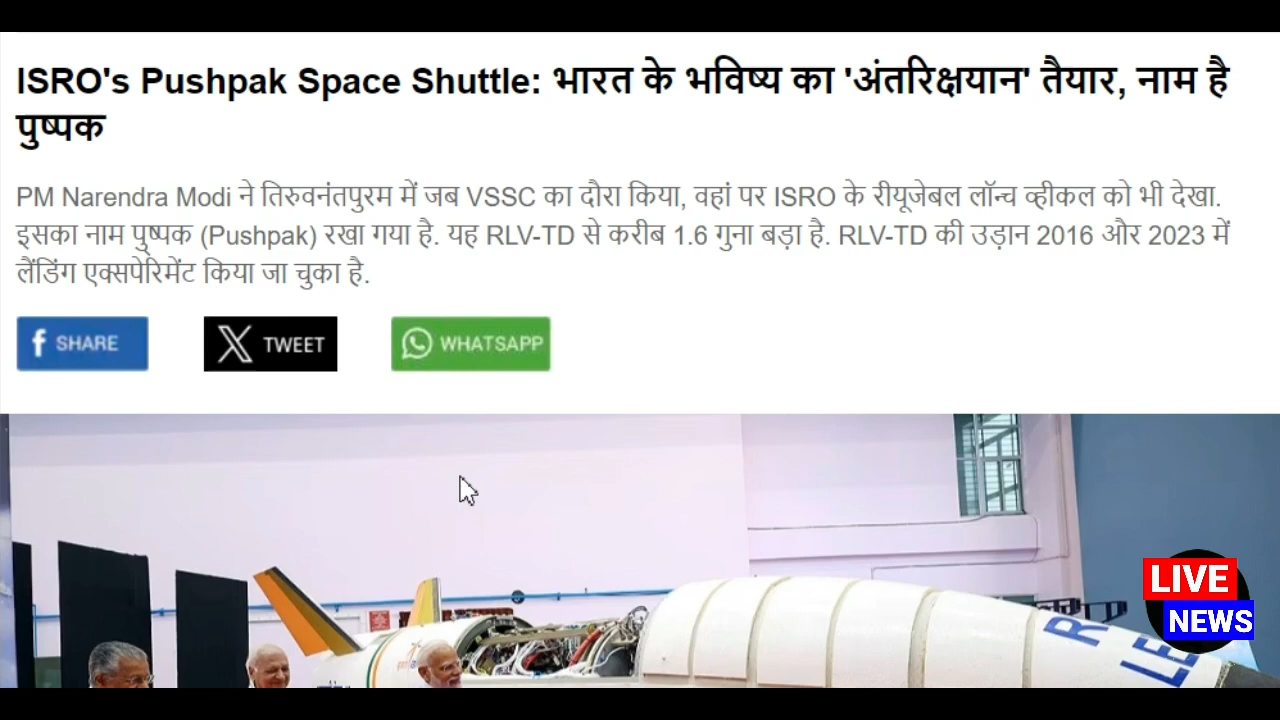 ISRO's Pushpak Space Shuttle: भारत के भविष्य का 'अंतरिक्षयान' तैयार, नाम है
पुष्पक
PM Narendra Modi ने तिरुवनंतपुरम में जब VSSC का दौरा किया, वहां पर ISRO के रीयूजेबल लॉन्च व्हीकल को भी देखा.
इसका नाम पुष्पक (Pushpak) रखा गया है. यह RLV-TD से करीब 1.6 गुना बड़ा है. RLV-TD की उड़ान 2016 और 2023 में
लैंडिंग एक्सपेरिमेंट किया जा चुका है.
SHARE
TWEET
WHATSAPP
LIVE
NEWS